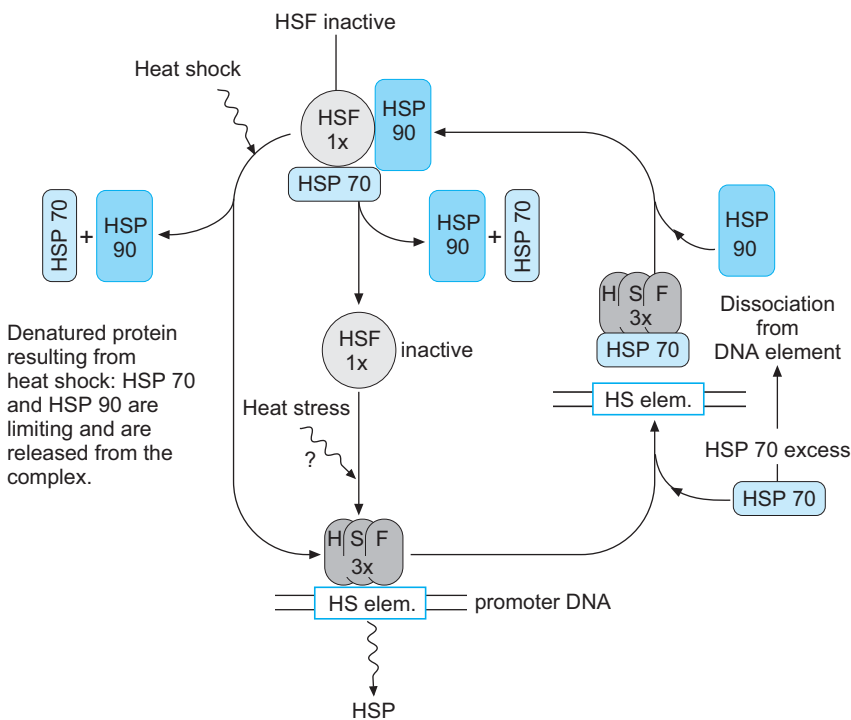 HSF inactive
Heat shock
HSF
1x
HSP
90
HSP 70
HSP 70
+
HSP
90
HSP
90
+
HSP 70
HSP
90
H S F
3x
HSP 70
Dissociation
from
DNA element
Denatured protein
resulting from
heat shock: HSP 70
and HSP 90 are
limiting and are
released from the
complex.
HSF
1x
inactive
HS elem.
Heat stress
?
HSP 70 excess
HSP 70
H S F
3x
HS elem.
promoter DNA
HSP